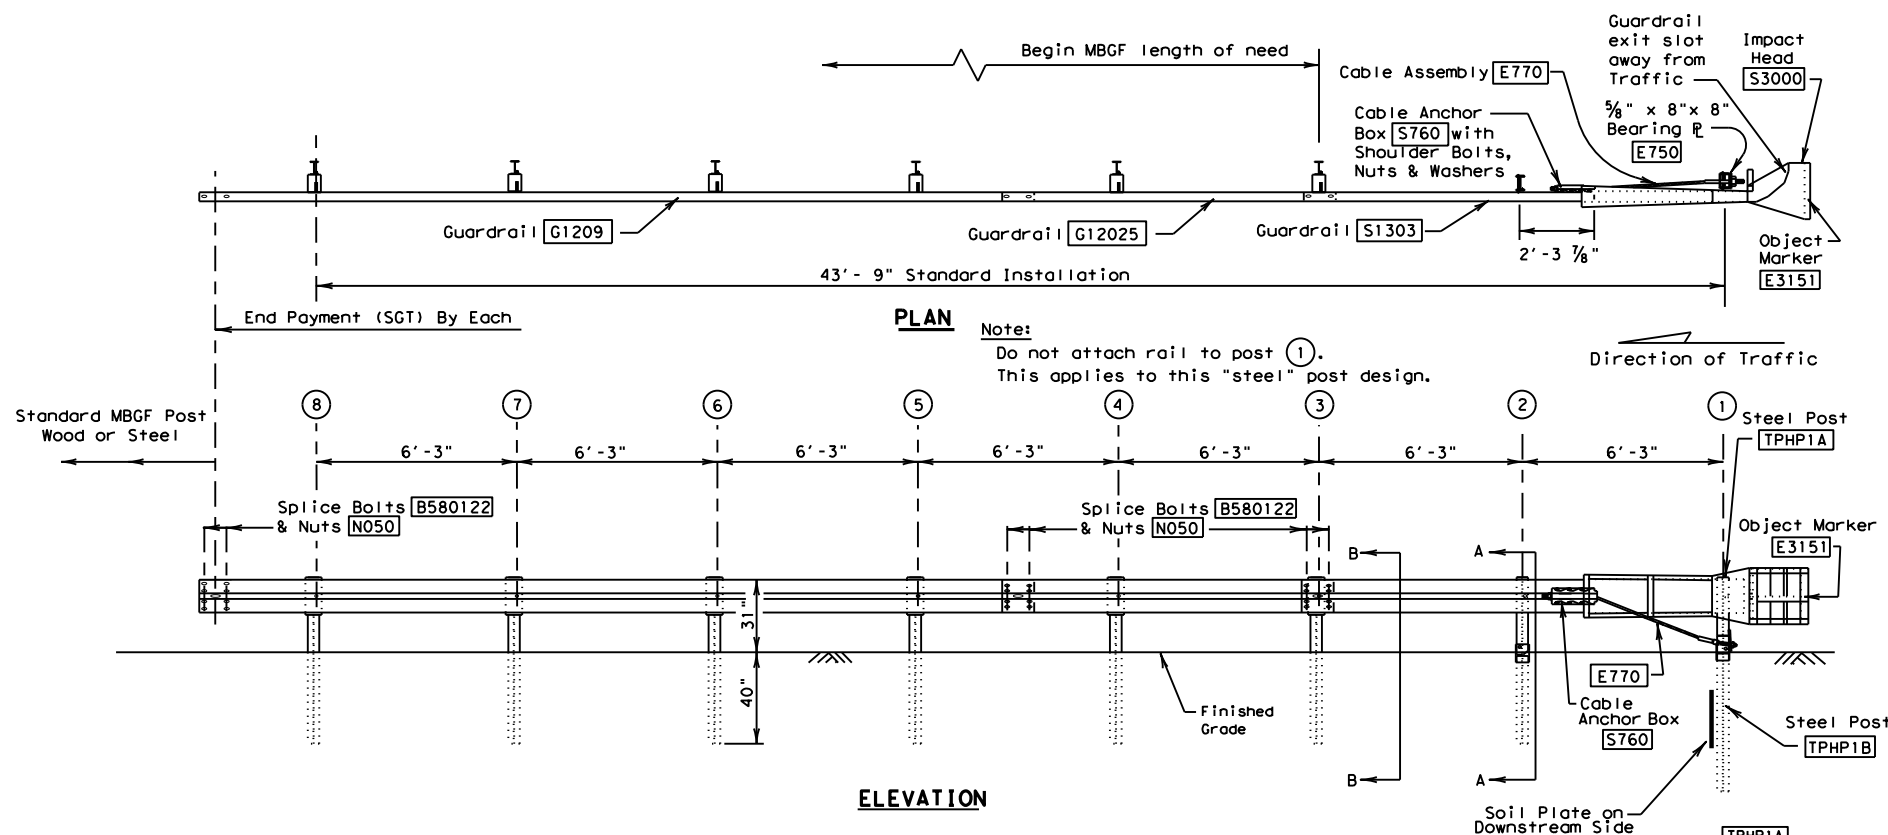 Begin MBGF length of need
Guardrail
exit slot
away from
Traffic
Impact
Head
S3000
Cable Assembly E770
Cable Anchor
Box S760 with
Shoulder Bolts,
Nuts & Washers
5/8" x 8"x 8"
Bearing PL
E750
Guardrail G1209
Guardrail G12025
Guardrail S1303
2'-3 7/8"
Object
Marker
E3151
43'- 9" Standard Installation
End Payment (SGT) By Each
PLAN
Note:
Do not attach rail to post 1.
This applies to this "steel" post design.
Direction of Traffic
Standard MBGF Post
Wood or Steel
8 7 6 5 4 3 2 1
Steel Post
TPHP1A
6'-3" 6'-3" 6'-3" 6'-3" 6'-3" 6'-3" 6'-3"
Splice Bolts B580122
& Nuts N050
Splice Bolts B580122
& Nuts N050
Object Marker
E3151
B A
31"
40"
E770
Cable
Anchor Box
S760
Finished
Grade
Steel Post
TPHP1B
B A
ELEVATION
Soil Plate on
Downstream Side
TPHP1A